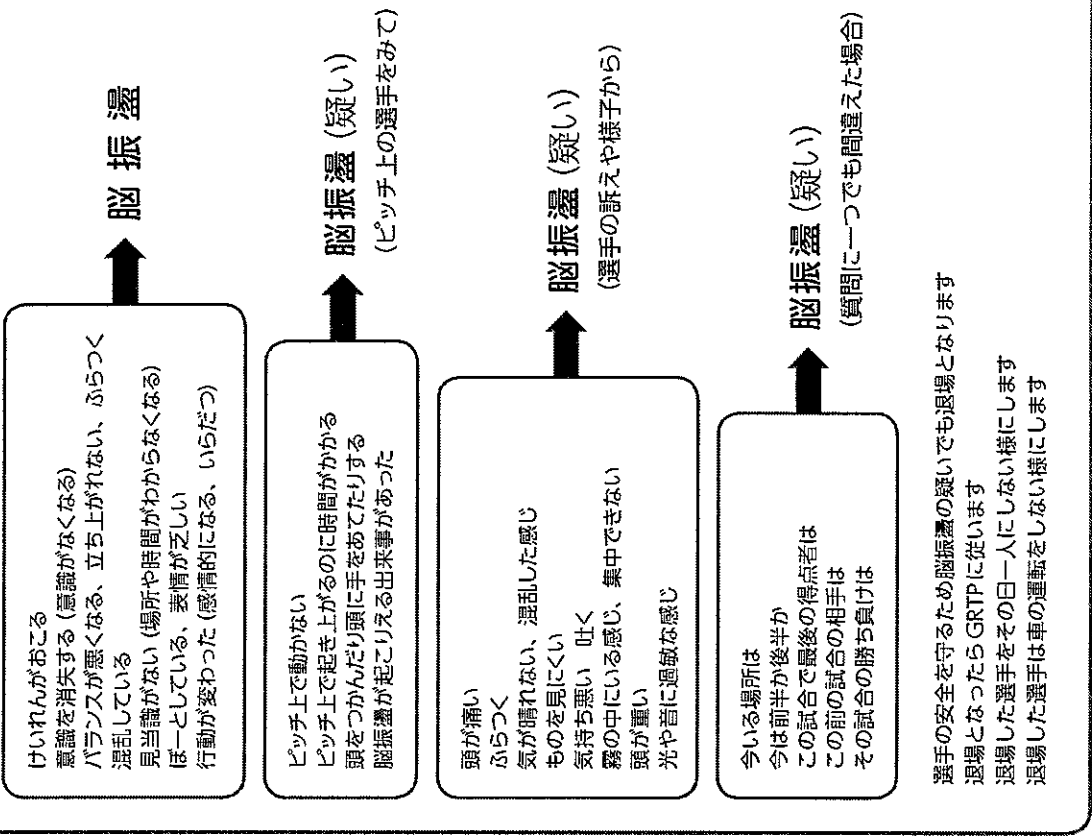 けいれんがおこる
意識を消失する（意識がなくなる）
バランスが悪くなる、立ち上がれない、ふらつく
混乱している
見当識がない（場所や時間がわからなくなる）
ぼーとしている、表情が乏しい
行動が変わった（感情的になる、いらだつ）
脳振盪
ピッチ上で動かない
ピッチ上で起き上がるのに時間がかかる
頭をつかんだり頭に手をあてたりする
脳振盪が起こりえる出来事があった
脳振盪（疑い）
（ピッチ上の選手をみて）
頭が痛い
ふらつく
気が晴れない、混乱した感じ
ものを見にくい
気持ち悪い　吐く
霧の中にいる感じ、集中できない
頭が重い
光や音に過敏な感じ
脳振盪（疑い）
（選手の訴えや様子から）
今いる場所は
今は前半か後半か
この試合で最後の得点者は
この前の試合の相手は
その試合の勝ち負けは
脳振盪（疑い）
（質問に一つでも間違えた場合）
選手の安全を守るため脳振盪の疑いでも退場となります
退場となったらGRTPに従います
退場した選手をその日一人にしない様にします
退場した選手は車の運転をしない様にします